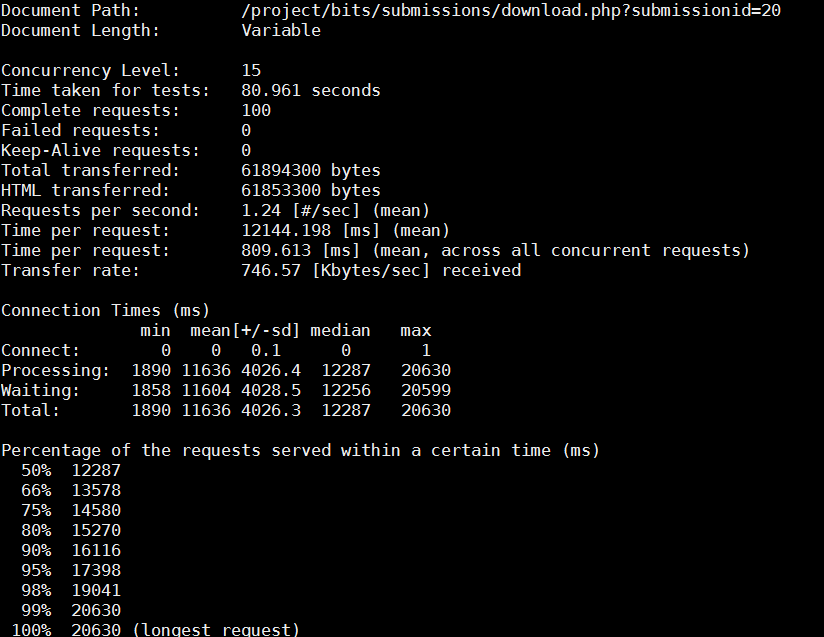 Document Path:          /project/bits/submissions/download.php?submissionid=20
Document Length:        Variable

Concurrency Level:      15
Time taken for tests:   80.961 seconds
Complete requests:      100
Failed requests:        0
Keep-Alive requests:    0
Total transferred:      61894300 bytes
HTML transferred:       61853300 bytes
Requests per second:    1.24 [#/sec] (mean)
Time per request:       12144.198 [ms] (mean)
Time per request:       809.613 [ms] (mean, across all concurrent requests)
Transfer rate:          746.57 [Kbytes/sec] received

Connection Times (ms)
              min  mean[+/-sd] median   max
Connect:        0    0   0.1      0       1
Processing:  1890 11636 4026.4  12287   20630
Waiting:     1858 11604 4028.5  12256   20599
Total:       1890 11636 4026.3  12287   20630

Percentage of the requests served within a certain time (ms)
  50%  12287
  66%  13578
  75%  14580
  80%  15270
  90%  16116
  95%  17398
  98%  19041
  99%  20630
 100%  20630 (longest request)